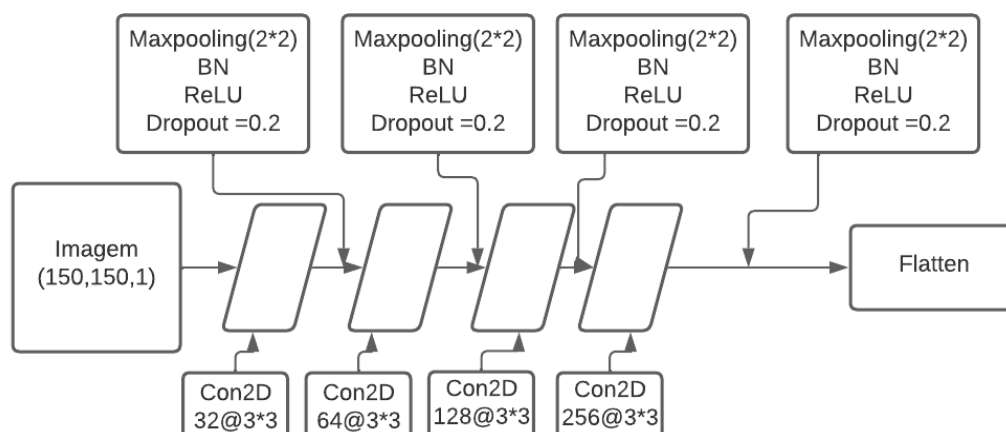 Maxpooling(2*2)
BN
ReLU
Dropout =0.2
Maxpooling(2*2)
BN
ReLU
Dropout =0.2
Maxpooling(2*2)
BN
ReLU
Dropout =0.2
Maxpooling(2*2)
BN
ReLU
Dropout =0.2
Imagem
(150,150,1)
Flatten
Con2D
32@3*3
Con2D
64@3*3
Con2D
128@3*3
Con2D
256@3*3